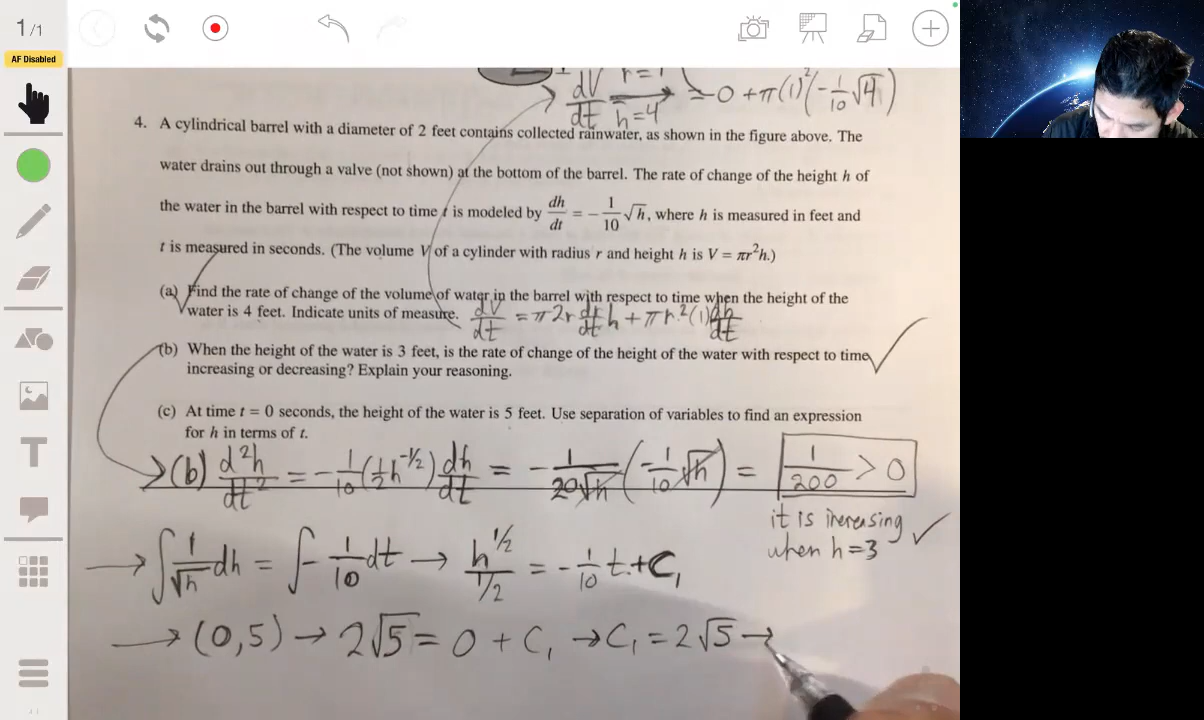 1/1
AF Disabled
dV/dt r=1 → h=4 = 0 + π(1)²(-1/10 √4)
4. A cylindrical barrel with a diameter of 2 feet contains collected rainwater, as shown in the figure above. The
water drains out through a valve (not shown) at the bottom of the barrel. The rate of change of the height h of
the water in the barrel with respect to time t is modeled by dh/dt = -1/10 √h, where h is measured in feet and
t is measured in seconds. (The volume V of a cylinder with radius r and height h is V = πr²h.)
(a) Find the rate of change of the volume of water in the barrel with respect to time when the height of the
water is 4 feet. Indicate units of measure. dV/dt = π2r dr/dt h + πr²(1) dh/dt
(b) When the height of the water is 3 feet, is the rate of change of the height of the water with respect to time
increasing or decreasing? Explain your reasoning.
(c) At time t = 0 seconds, the height of the water is 5 feet. Use separation of variables to find an expression
for h in terms of t.
→(b) d²h/dt² = -1/10(1/2 h^-1/2) dh/dt = -1/20√h (-1/10 √h) = 1/200 > 0
it is increasing
when h=3
→ ∫ 1/√h dh = ∫ -1/10 dt → h^1/2 / 1/2 = -1/10 t + C₁
→ (0,5) → 2√5 = 0 + C₁ → C₁ = 2√5 →
T